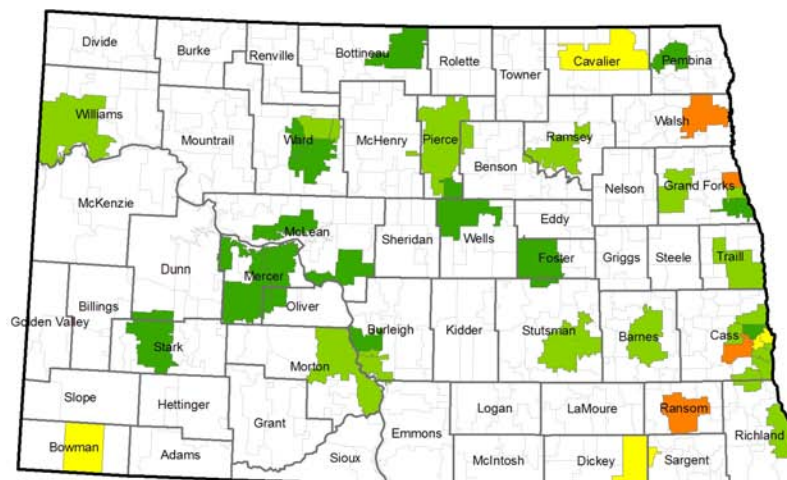 Divide
Burke
Renville
Bottineau
Rolette
Towner
Cavalier
Pembina
Williams
Mountrail
Ward
McHenry
Pierce
Ramsey
Walsh
Benson
Nelson
Grand Forks
McKenzie
McLean
Sheridan
Wells
Eddy
Dunn
Mercer
Foster
Griggs
Steele
Traill
Golden Valley
Billings
Oliver
Burleigh
Kidder
Stutsman
Barnes
Cass
Stark
Morton
Slope
Hettinger
Grant
Emmons
Logan
LaMoure
Ransom
Richland
Bowman
Adams
Sioux
McIntosh
Dickey
Sargent